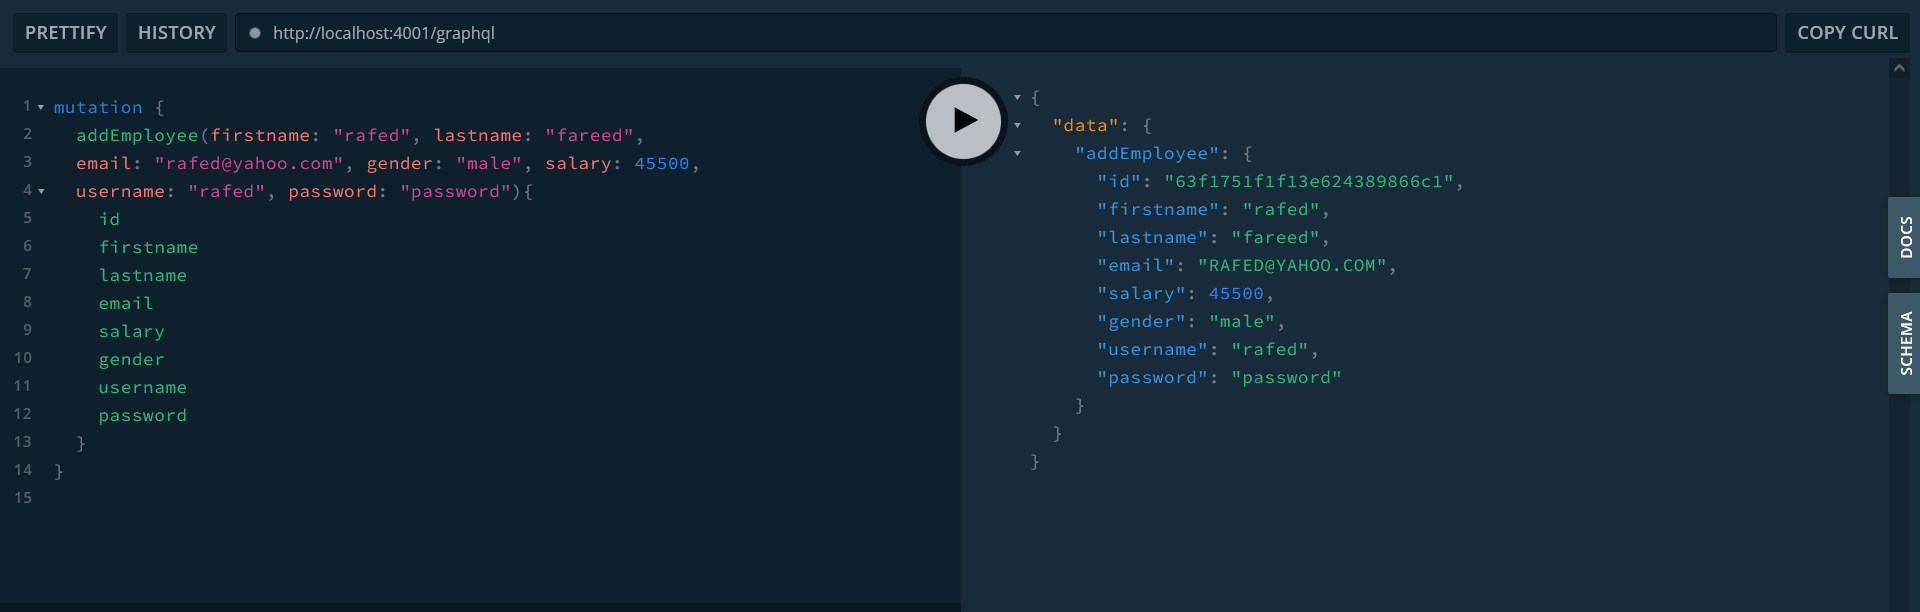 PRETTIFY HISTORY http://localhost:4001/graphql COPY CURL
1 mutation {
2 addEmployee(firstname: "rafed", lastname: "fareed",
3 email: "rafed@yahoo.com", gender: "male", salary: 45500,
4 username: "rafed", password: "password"){
5 id
6 firstname
7 lastname
8 email
9 salary
10 gender
11 username
12 password
13 }
14 }
15
{
"data": {
"addEmployee": {
"id": "63f1751f1f13e624389866c1",
"firstname": "rafed",
"lastname": "fareed",
"email": "RAFED@YAHOO.COM",
"salary": 45500,
"gender": "male",
"username": "rafed",
"password": "password"
}
}
}
DOCS
SCHEMA